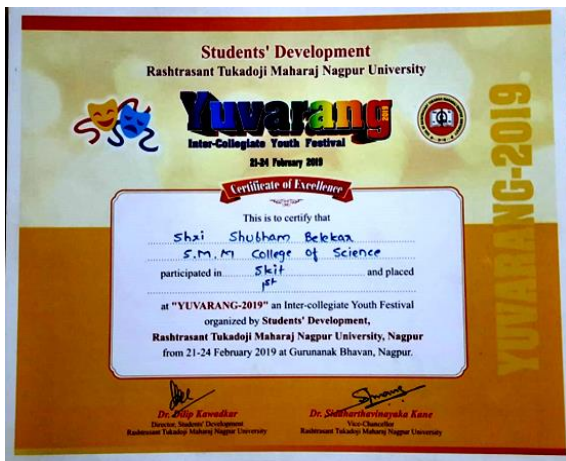 Students' Development
Rashtrasant Tukadoji Maharaj Nagpur University
Yuvarang 2019
Inter-Collegiate Youth Festival
21-24 February 2019
Certificate of Excellence
This is to certify that
Shri Shubham Belekar
S.M.M College of Science
participated in Skit and placed
1st
at "YUVARANG-2019" an Inter-collegiate Youth Festival
organized by Students' Development,
Rashtrasant Tukadoji Maharaj Nagpur University, Nagpur
from 21-24 February 2019 at Gurunanak Bhavan, Nagpur.
Dr. Dilip Kawadkar
Director, Students' Development
Rashtrasant Tukadoji Maharaj Nagpur University
Dr. Siddharthavinayaka Kane
Vice-Chancellor
Rashtrasant Tukadoji Maharaj Nagpur University
YUVARANG-2019